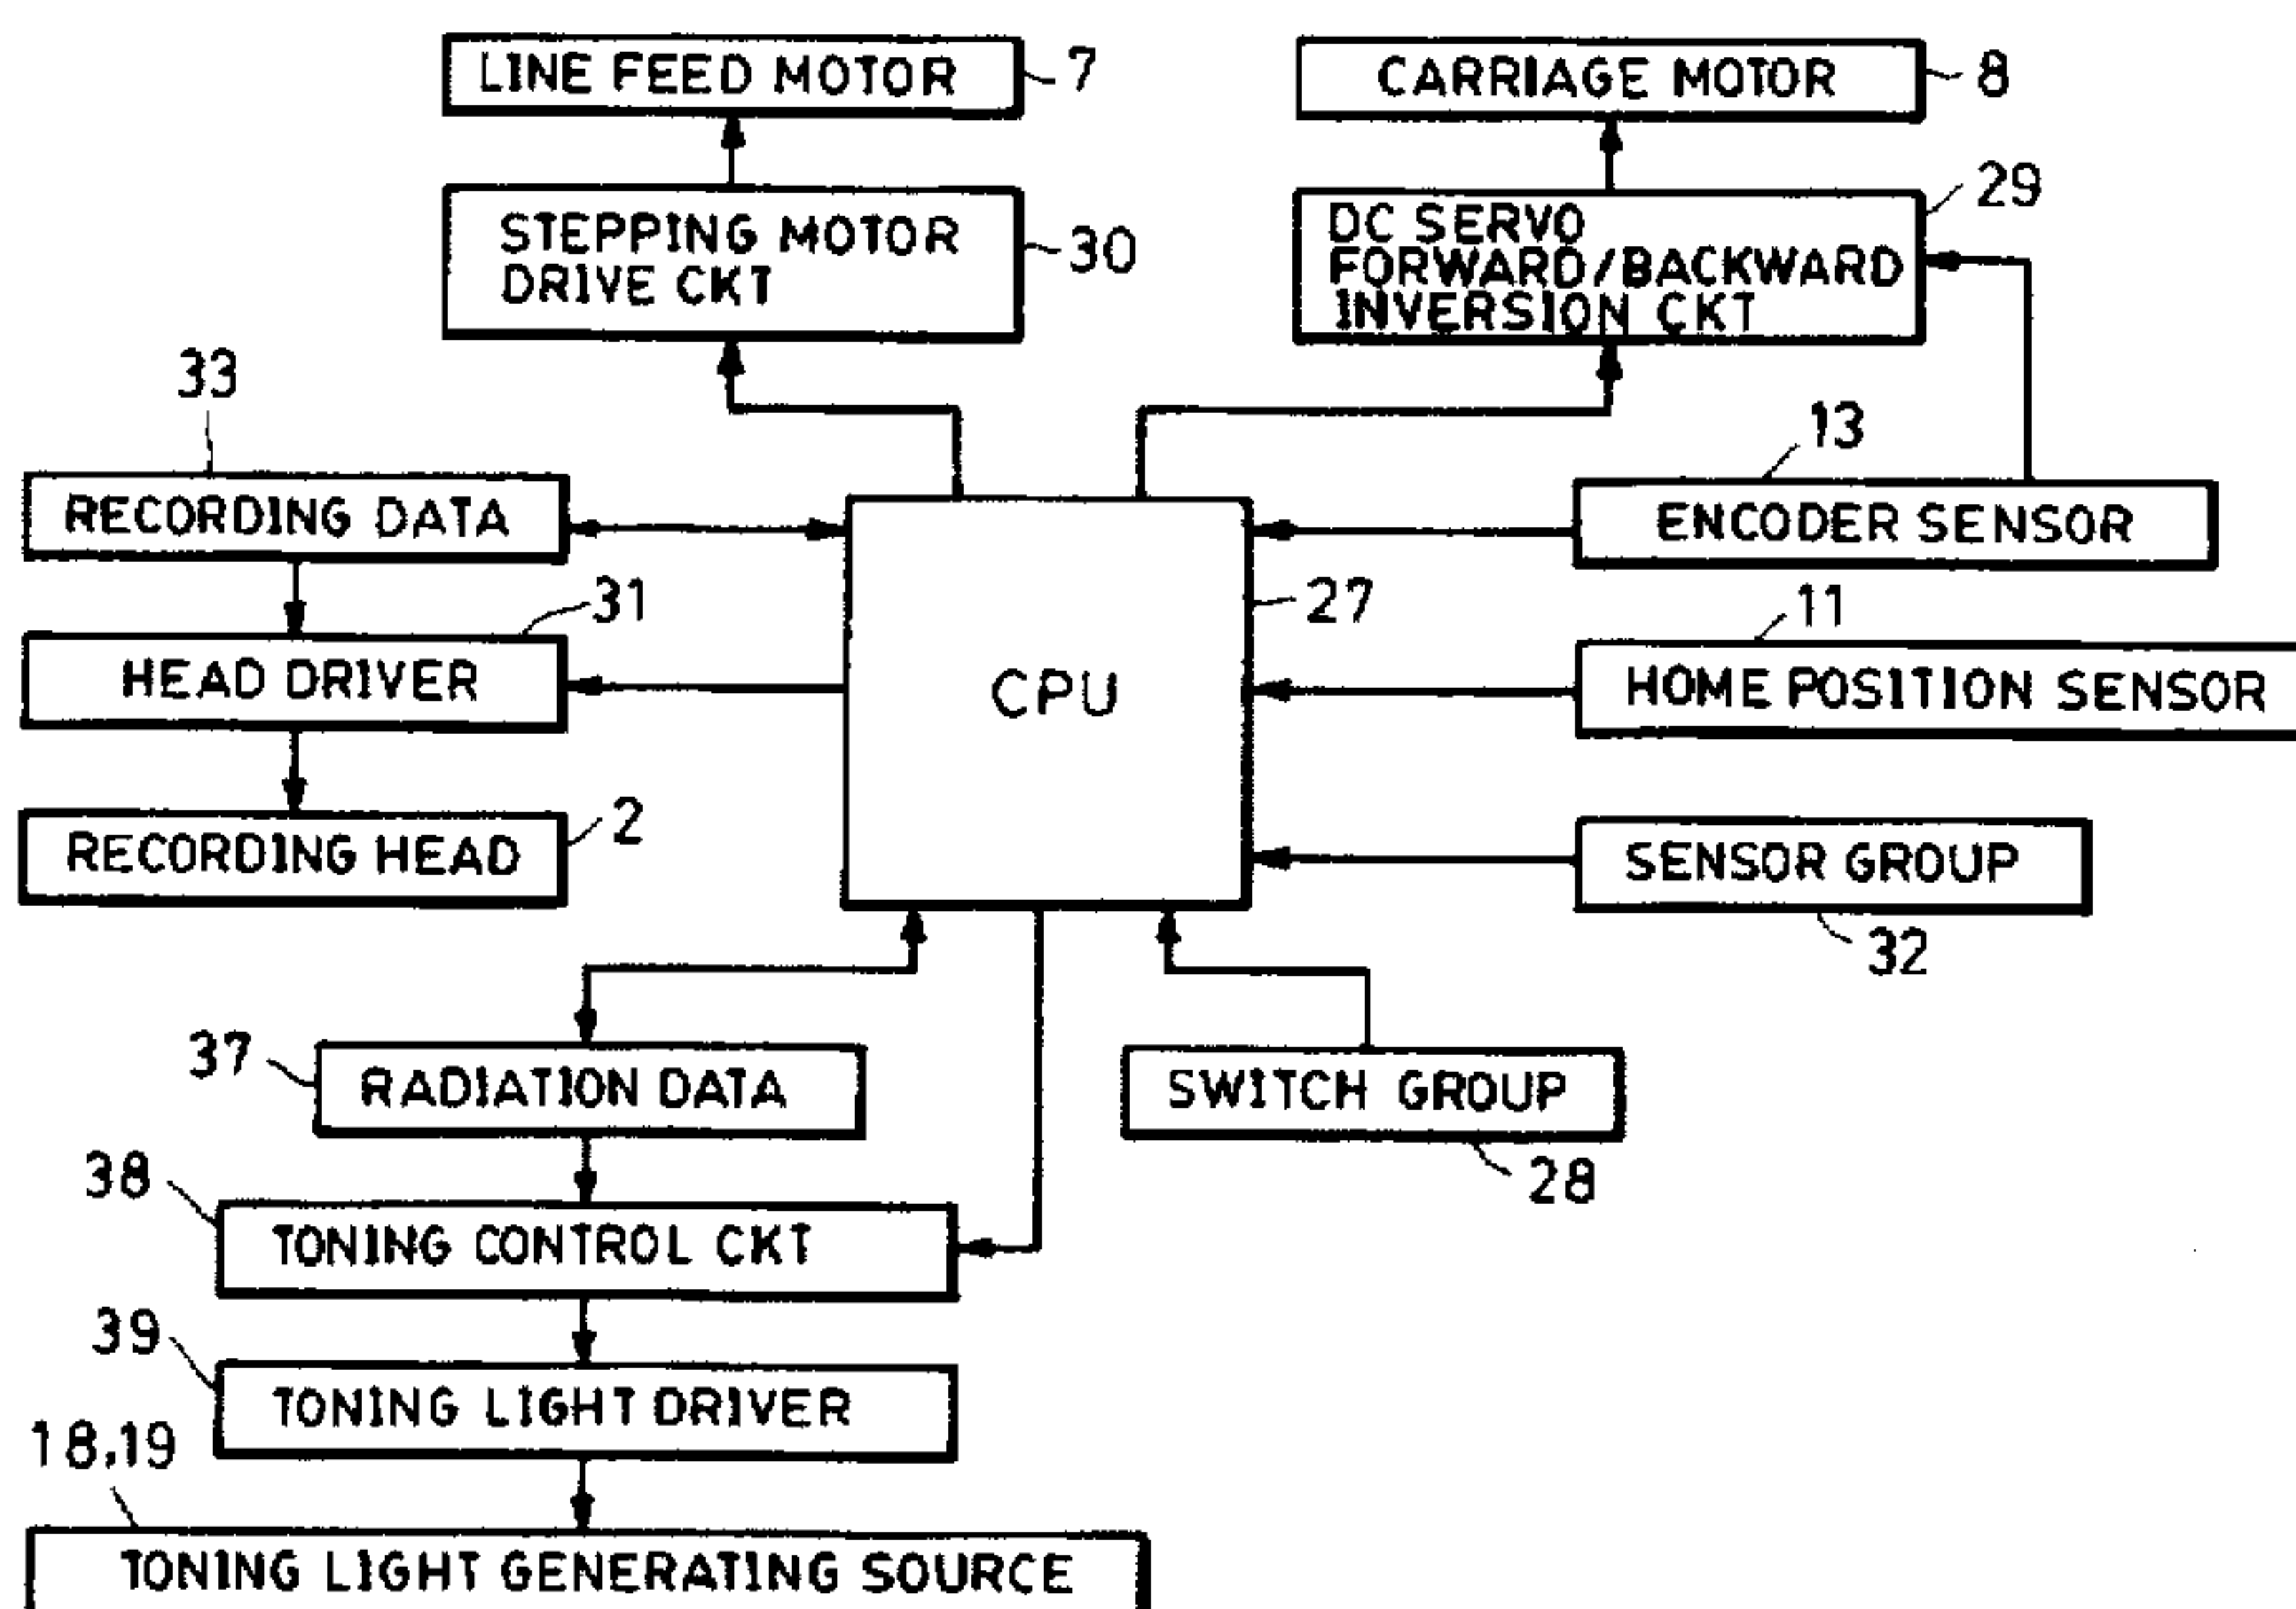 LINE FEED MOTOR
7
CARRIAGE MOTOR
8
STEPPING MOTOR
DRIVE CKT
30
DC SERVO
FORWARD/BACKWARD
INVERSION CKT
29
33
RECORDING DATA
13
ENCODER SENSOR
31
HEAD DRIVER
CPU
27
11
HOME POSITION SENSOR
2
RECORDING HEAD
SENSOR GROUP
32
37
RADIATION DATA
SWITCH GROUP
28
38
TONING CONTROL CKT
39
TONING LIGHT DRIVER
18,19
TONING LIGHT GENERATING SOURCE